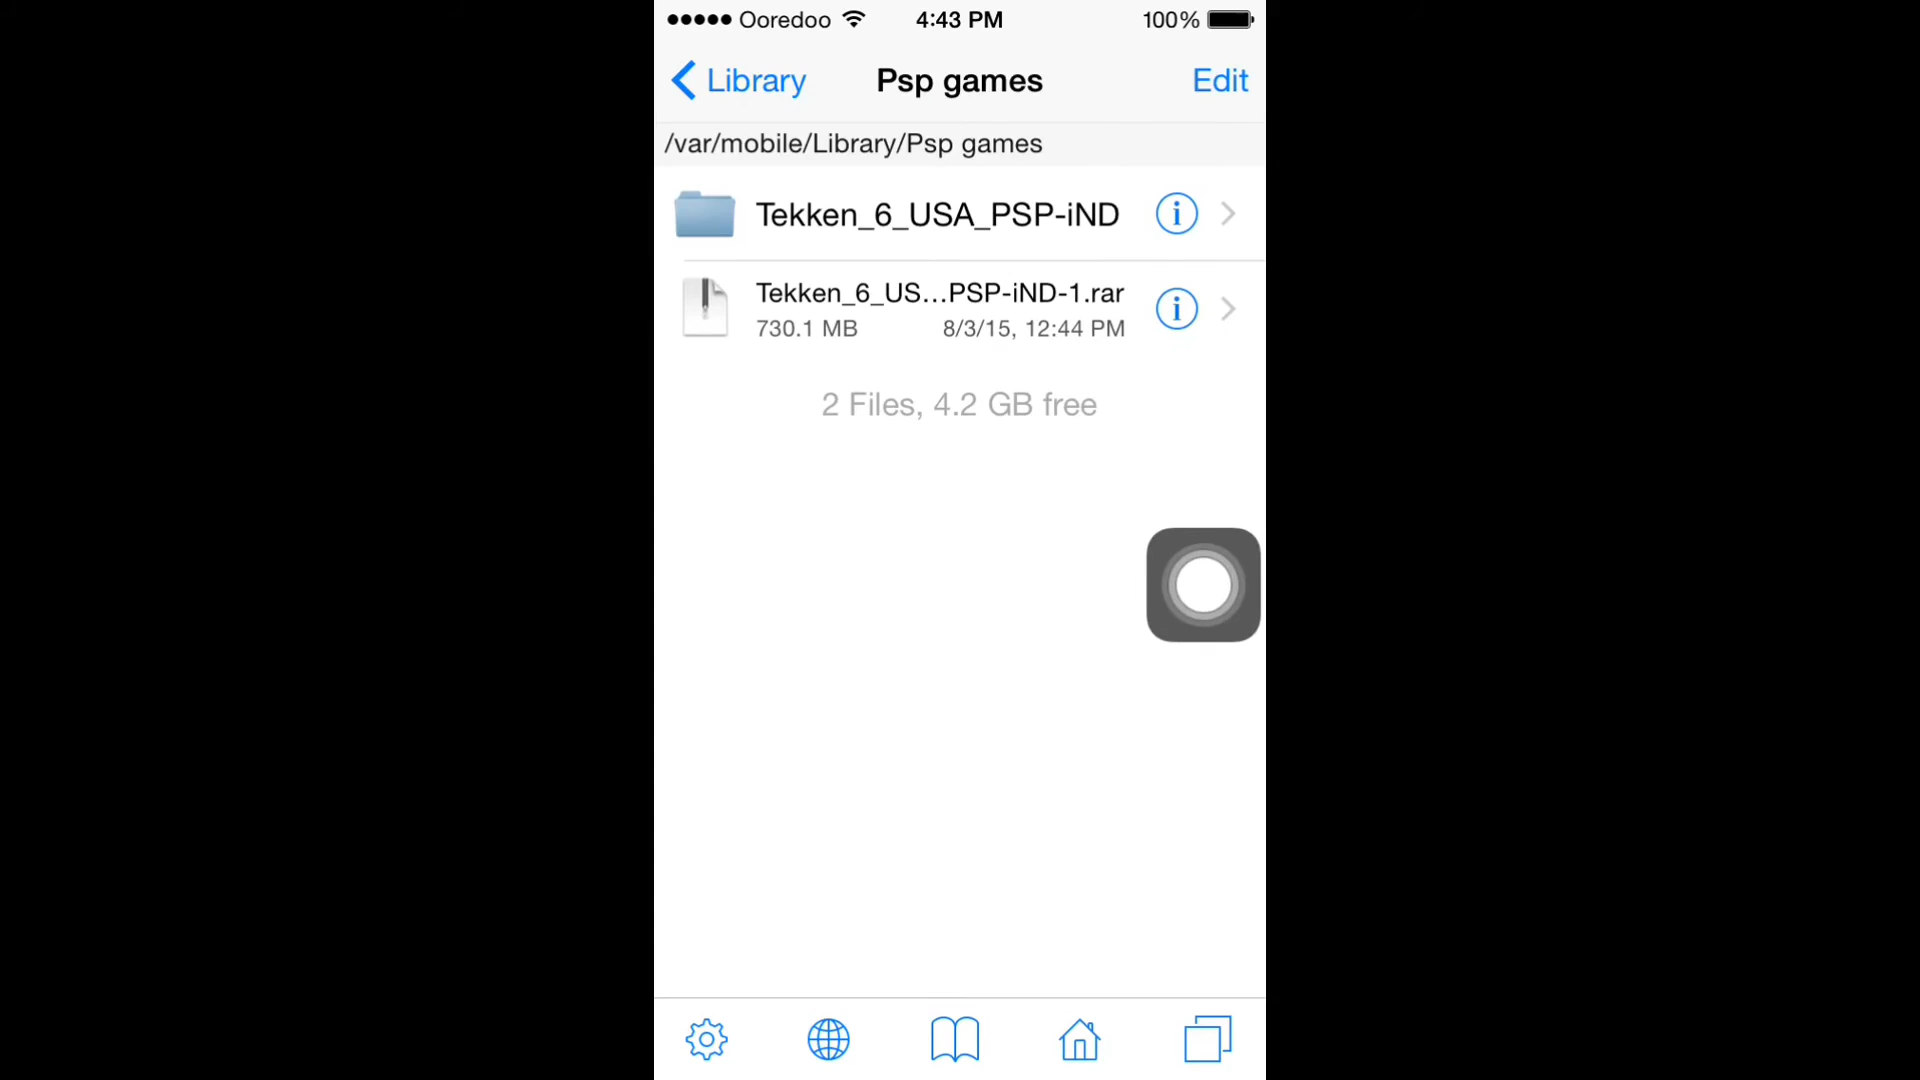 Ooredoo 4:43 PM 100%
Library Psp games Edit
/var/mobile/Library/Psp games
Tekken_6_USA_PSP-iND
Tekken_6_US...PSP-iND-1.rar
730.1 MB 8/3/15, 12:44 PM
2 Files, 4.2 GB free